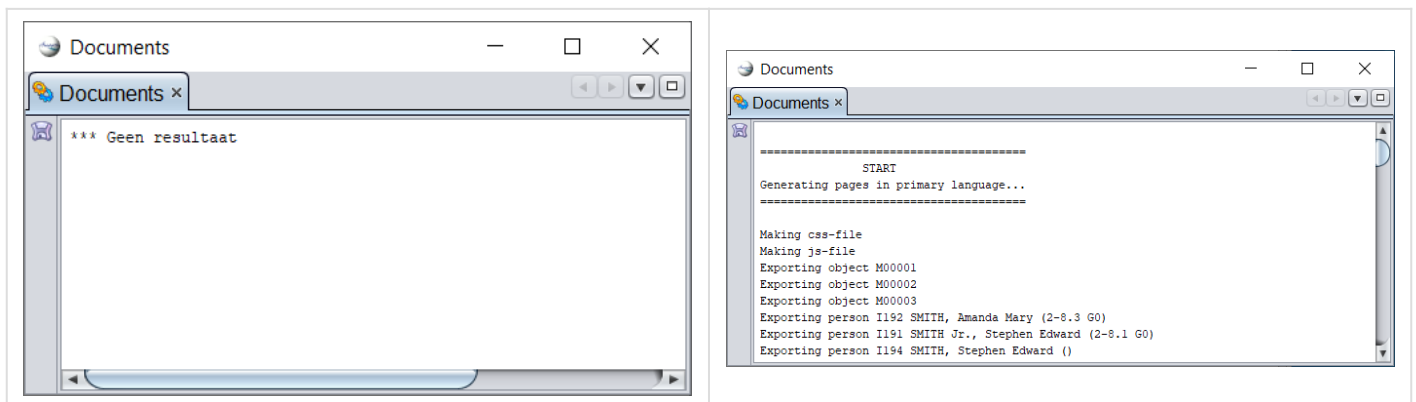 Documents
Documents ×
*** Geen resultaat
Documents
Documents ×
=======================================
START
Generating pages in primary language...
=======================================
Making css-file
Making js-file
Exporting object M00001
Exporting object M00002
Exporting object M00003
Exporting person I192 SMITH, Amanda Mary (2-8.3 G0)
Exporting person I191 SMITH Jr., Stephen Edward (2-8.1 G0)
Exporting person I194 SMITH, Stephen Edward ()